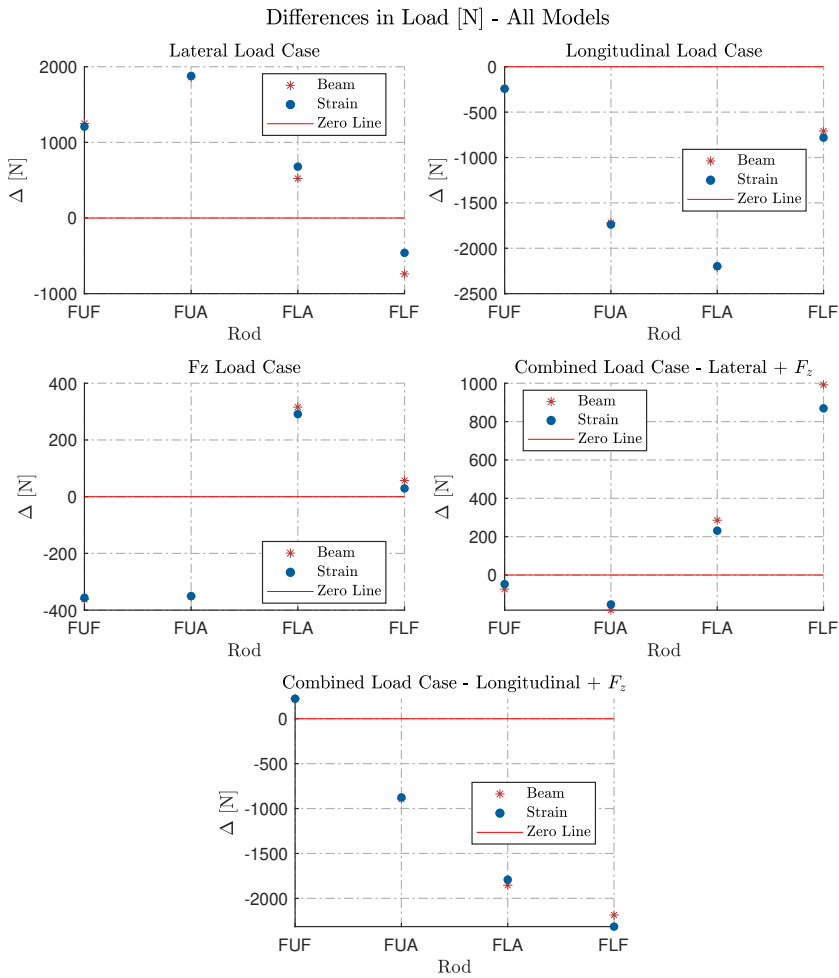 Differences in Load [N] - All Models
Lateral Load Case
2000
1000
0
-1000
Δ [N]
FUF FUA FLA FLF
Rod
Beam
Strain
Zero Line
Longitudinal Load Case
0
-500
-1000
-1500
-2000
-2500
Δ [N]
FUF FUA FLA FLF
Rod
Beam
Strain
Zero Line
Fz Load Case
400
200
0
-200
-400
Δ [N]
FUF FUA FLA FLF
Rod
Beam
Strain
Zero Line
Combined Load Case - Lateral + F_z
1000
800
600
400
200
0
Δ [N]
FUF FUA FLA FLF
Rod
Beam
Strain
Zero Line
Combined Load Case - Longitudinal + F_z
0
-500
-1000
-1500
-2000
Δ [N]
FUF FUA FLA FLF
Rod
Beam
Strain
Zero Line